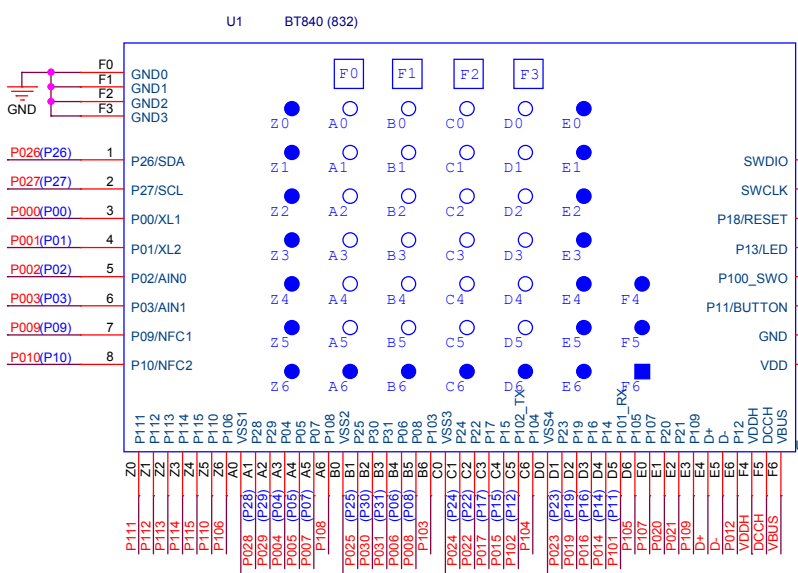 U1 BT840 (832)
F0 GND0
F1 GND1
F2 GND2
F3 GND3
GND
F0 F1 F2 F3
Z0 A0 B0 C0 D0 E0
P026(P26) 1 P26/SDA
Z1 A1 B1 C1 D1 E1
SWDIO
P027(P27) 2 P27/SCL
SWCLK
P000(P00) 3 P00/XL1
Z2 A2 B2 C2 D2 E2
P18/RESET
P001(P01) 4 P01/XL2
Z3 A3 B3 C3 D3 E3
P13/LED
P002(P02) 5 P02/AIN0
P100_SWO
P003(P03) 6 P03/AIN1
Z4 A4 B4 C4 D4 E4 F4
P11/BUTTON
P009(P09) 7 P09/NFC1
Z5 A5 B5 C5 D5 E5 F5
GND
P010(P10) 8 P10/NFC2
VDD
Z6 A6 B6 C6 D6 E6 F6
P111 P112 P113 P114 P115 P110 P106 VSS1 P28 P29 P04 P05 P07 P108 VSS2 P25 P30 P31 P06 P08 P103 VSS3 P24 P22 P17 P15 P102_TX P104 VSS4 P23 P19 P16 P14 P101_RX P105 P107 P20 P21 P109 D+ D- P12 VDDH DCCH VBUS
Z0 Z1 Z2 Z3 Z4 Z5 Z6 A0 A1 A2 A3 A4 A5 A6 B0 B1 B2 B3 B4 B5 B6 C0 C1 C2 C3 C4 C5 C6 D0 D1 D2 D3 D4 D5 D6 E0 E1 E2 E3 E4 E5 E6 F4 F5 F6
P111 P112 P113 P114 P115 P110 P106 P028 (P28) P029 (P29) P004 (P04) P005 (P05) P007 (P07) P108 P025 (P25) P030 (P30) P031 (P31) P006 (P06) P008 (P08) P103 P024 (P24) P022 (P22) P017 (P17) P015 (P15) P102 (P12) P104 P023 (P23) P019 (P19) P016 (P16) P014 (P14) P101 (P11) P105 P107 P020 P021 P109 D+ D- P012 VDDH DCCH VBUS